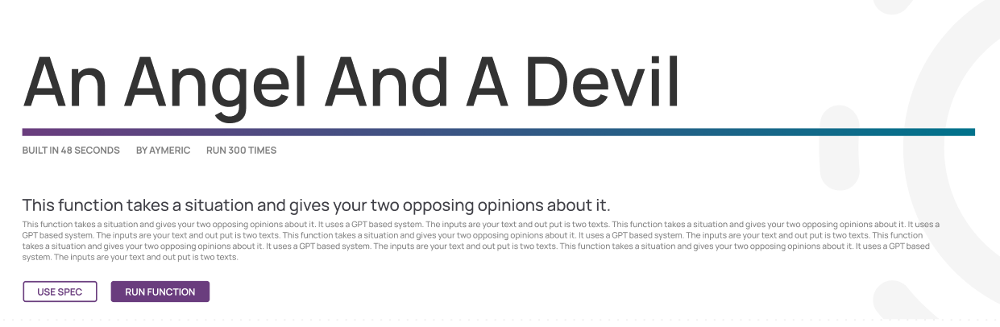 An Angel And A Devil
BUILT IN 48 SECONDS BY AYMERIC RUN 300 TIMES
This function takes a situation and gives your two opposing opinions about it.
This function takes a situation and gives your two opposing opinions about it. It uses a GPT based system. The inputs are your text and out put is two texts. This function takes a situation and gives your two opposing opinions about it. It uses a
GPT based system. The inputs are your text and out put is two texts. This function takes a situation and gives your two opposing opinions about it. It uses a GPT based system. The inputs are your text and out put is two texts. This function
takes a situation and gives your two opposing opinions about it. It uses a GPT based system. The inputs are your text and out put is two texts. This function takes a situation and gives your two opposing opinions about it. It uses a GPT based
system. The inputs are your text and out put is two texts.
USE SPEC RUN FUNCTION